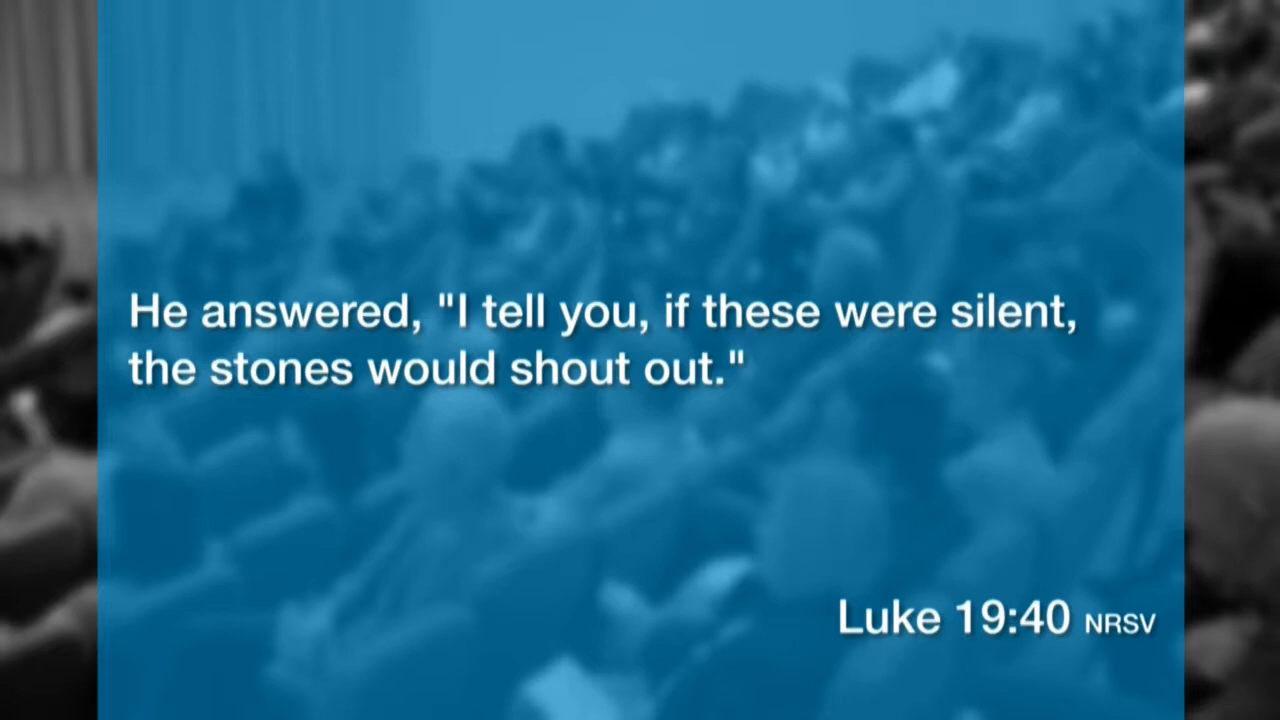 He answered, "I tell you, if these were silent,
the stones would shout out."
Luke 19:40 NRSV